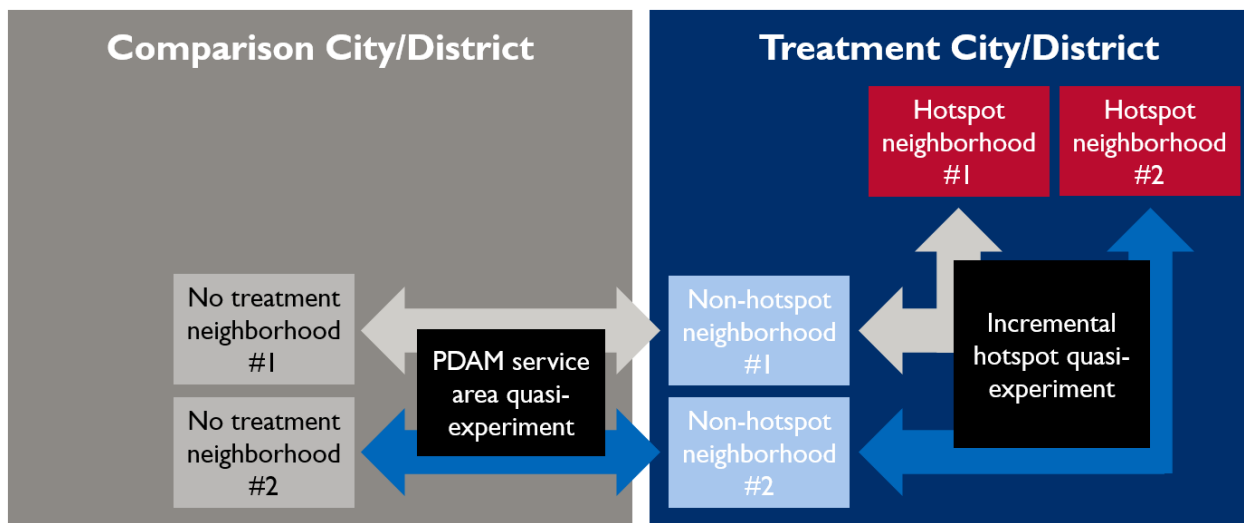 Comparison City/District
Treatment City/District
Hotspot
neighborhood
#1
Hotspot
neighborhood
#2
No treatment
neighborhood
#1
PDAM service
area quasi-
experiment
Non-hotspot
neighborhood
#1
Incremental
hotspot quasi-
experiment
No treatment
neighborhood
#2
Non-hotspot
neighborhood
#2